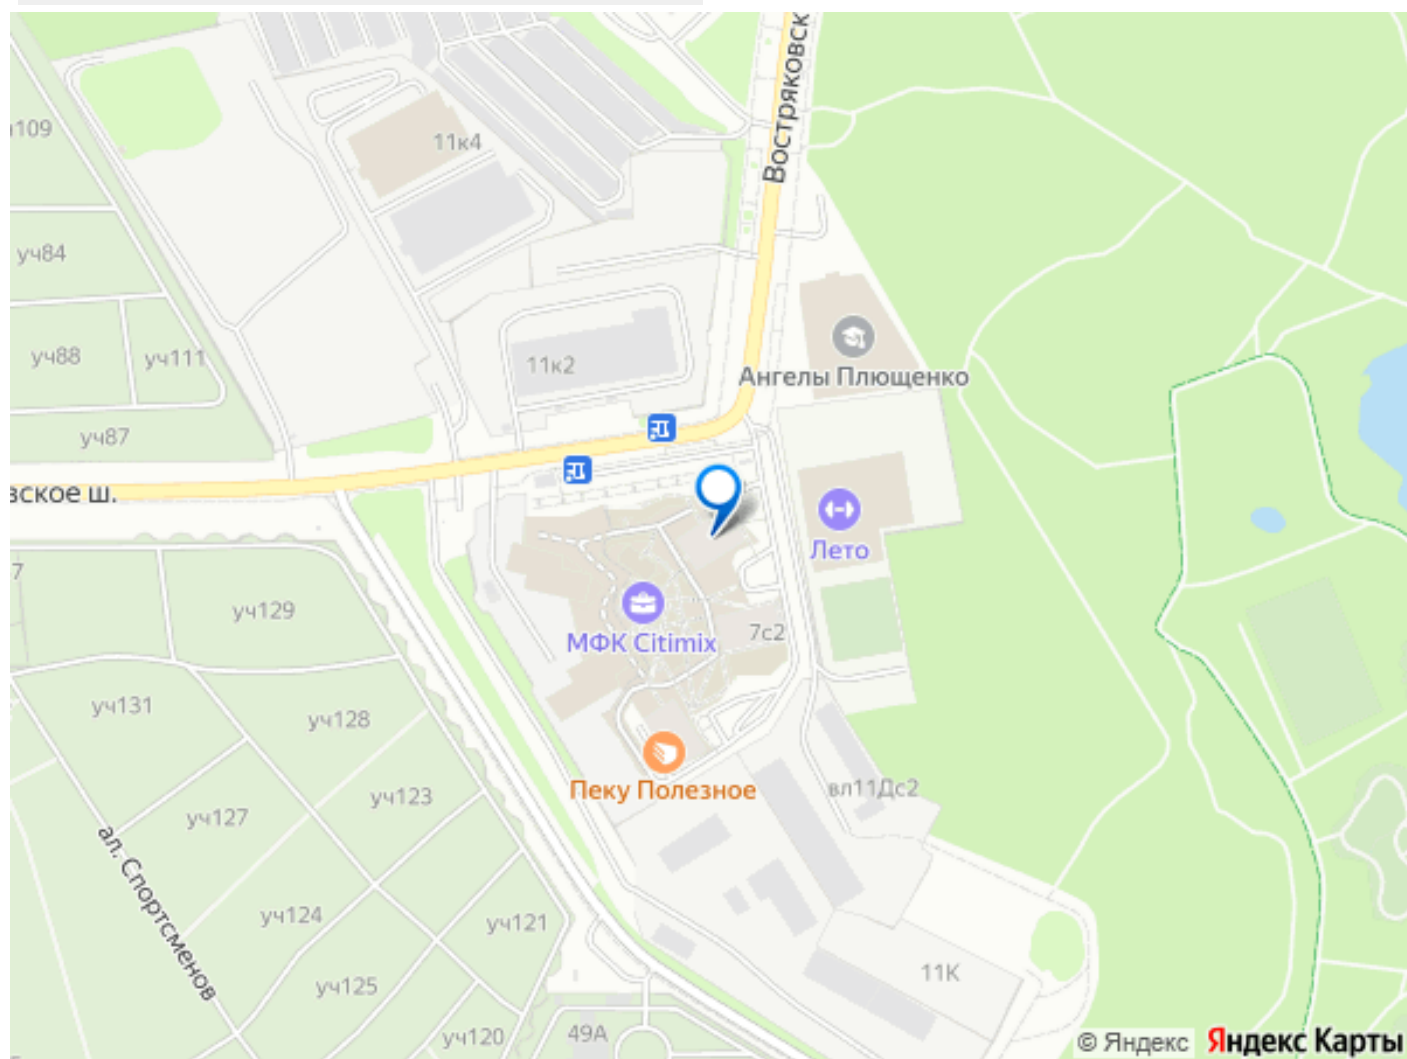 Востряковск
109
11к4
уч84
уч88
уч111
11к2
Ангелы Плющенко
уч87
вское ш.
Лето
7
уч129
МФК Citimix
7с2
уч131
уч128
Пеку Полезное
вл11Дс2
уч123
уч127
ал. Спортсменов
уч124
уч121
11К
уч125
уч120
49А
© Яндекс Яндекс Карты